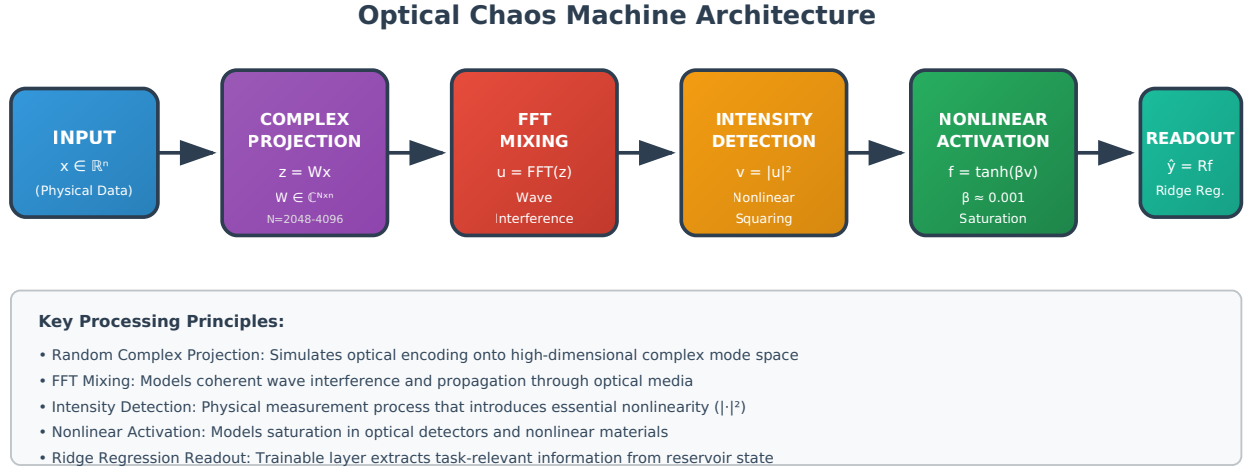 Optical Chaos Machine Architecture
INPUT
x ∈ ℝⁿ
(Physical Data)
COMPLEX
PROJECTION
z = Wx
W ∈ ℂᴺˣⁿ
N=2048-4096
FFT
MIXING
u = FFT(z)
Wave
Interference
INTENSITY
DETECTION
v = |u|²
Nonlinear
Squaring
NONLINEAR
ACTIVATION
f = tanh(βv)
β ≈ 0.001
Saturation
READOUT
ŷ = Rf
Ridge Reg.
Key Processing Principles:
• Random Complex Projection: Simulates optical encoding onto high-dimensional complex mode space
• FFT Mixing: Models coherent wave interference and propagation through optical media
• Intensity Detection: Physical measurement process that introduces essential nonlinearity (|·|²)
• Nonlinear Activation: Models saturation in optical detectors and nonlinear materials
• Ridge Regression Readout: Trainable layer extracts task-relevant information from reservoir state